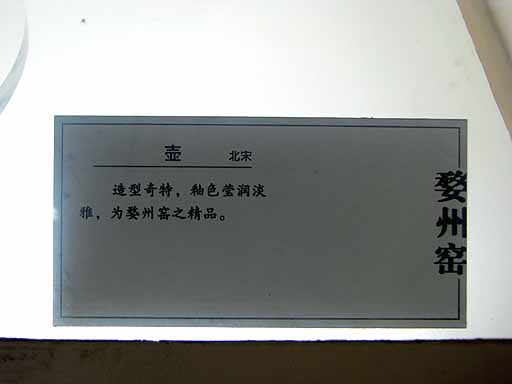 壶 北宋
造型奇特，釉色莹润淡
雅，为婺州窑之精品。
婺州窑